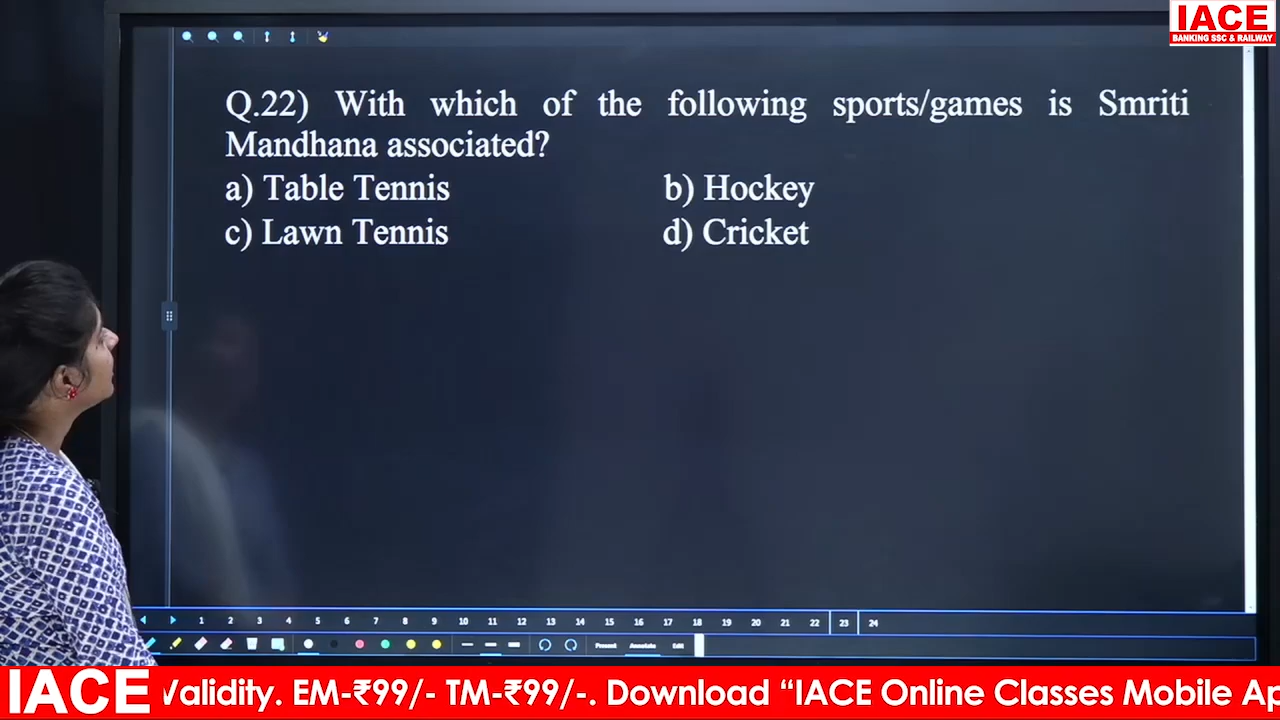 IACE
BANKING SSC & RAILWAY
Q.22) With which of the following sports/games is Smriti
Mandhana associated?
a) Table Tennis b) Hockey
c) Lawn Tennis d) Cricket
1 2 3 4 5 6 7 8 9 10 11 12 13 14 15 16 17 18 19 20 21 22 23 24
Present Annotate Edit
IACE Validity. EM-₹99/- TM-₹99/-. Download “IACE Online Classes Mobile Ap